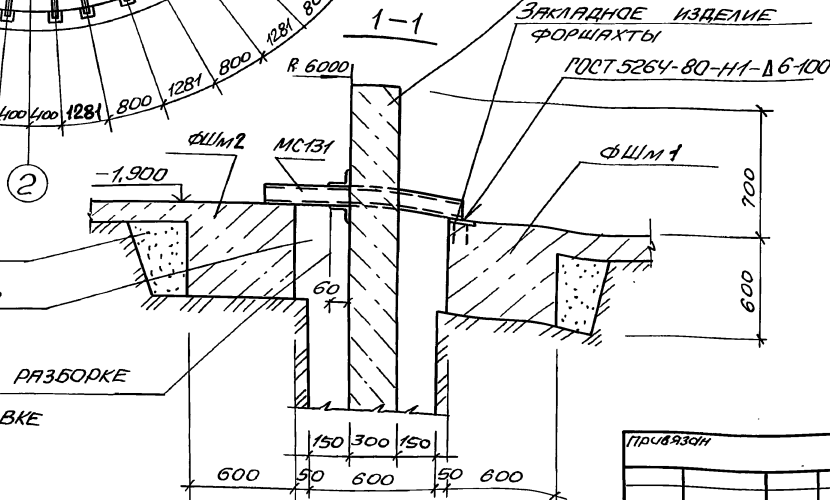 1-1
ЗАКЛАДНОЕ ИЗДЕЛИЕ
ФОРШАХТЫ
ГОСТ 5264-80-Н1-Δ6-100
R 6000
400 400 1281 800 1281 800 1281 80
2
ФШм2
МС131
ФШм1
-1,900
700
600
60
РАЗБОРКЕ
ВКЕ
150 300 150
600 50 600 50 600
Привязан